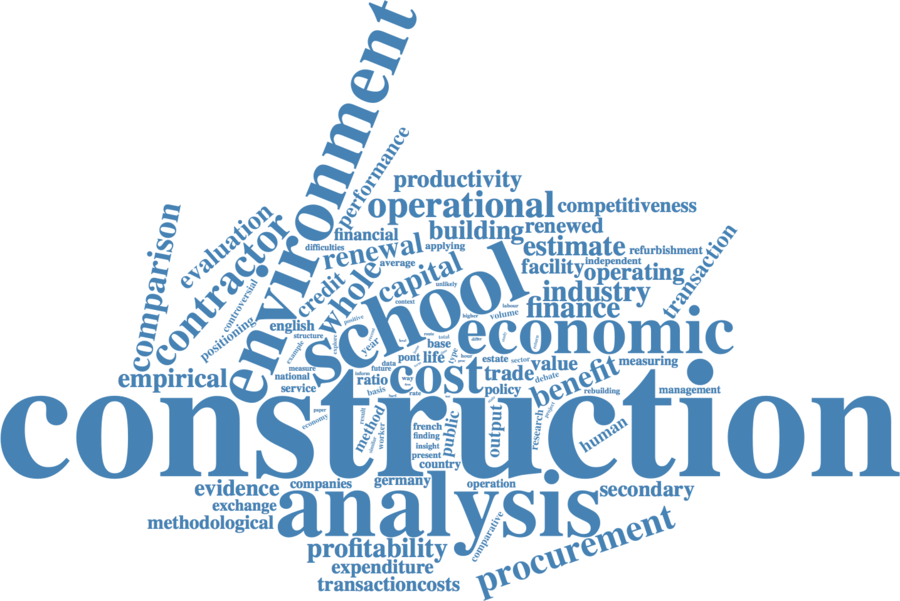 environment
performance
productivity
operational
competitiveness
comparison
evaluation
contractor
financial
building
renewed
difficulties
renewal
applying
estimate
refurbishment
transaction
controversial
credit
whole
average
capital
unlikely
facility
independent
operating
industry
positioning
english
structure
positive
context
school
labour
volume
higher
finance
economic
example
explore
year
base
total
type
pont
life
estate
sector
value
measuring
empirical
measure
national
service
data
future
ratio
basis
way
rate
cost
trade
debate
policy
benefit
rebuilding
management
construction
paper
economy
result
method
worker
french
finding
insight
present
country
public
output
research
project
human
evidence
companies
germany
operation
secondary
exchange
methodological
analysis
comparative
profitability
procurement
expenditure
transactioncosts